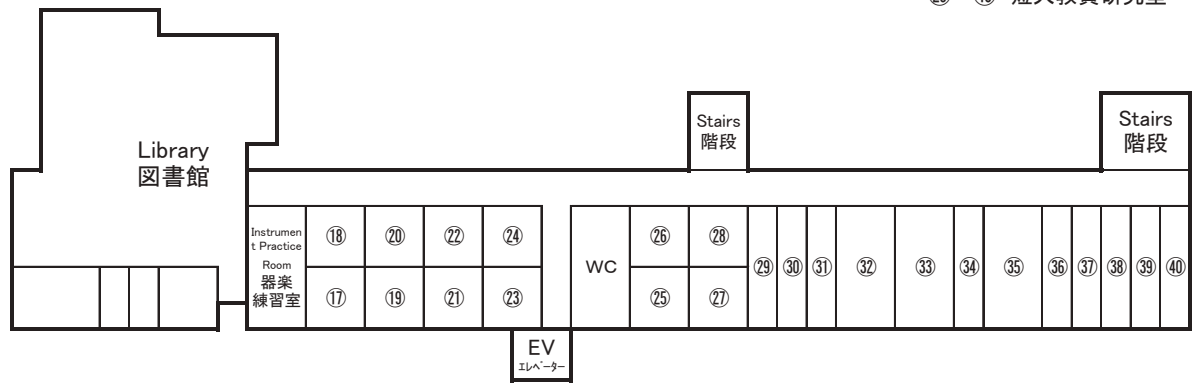 Library
図書館
Stairs
階段
Stairs
階段
Instrumen
t Practice
Room
器楽
練習室
⑱
⑳
㉒
㉔
⑰
⑲
㉑
㉓
WC
㉖
㉘
㉕
㉗
㉙
㉚
㉛
㉜
㉝
㉞
㉟
㊱
㊲
㊳
㊴
㊵
EV
エレベーター